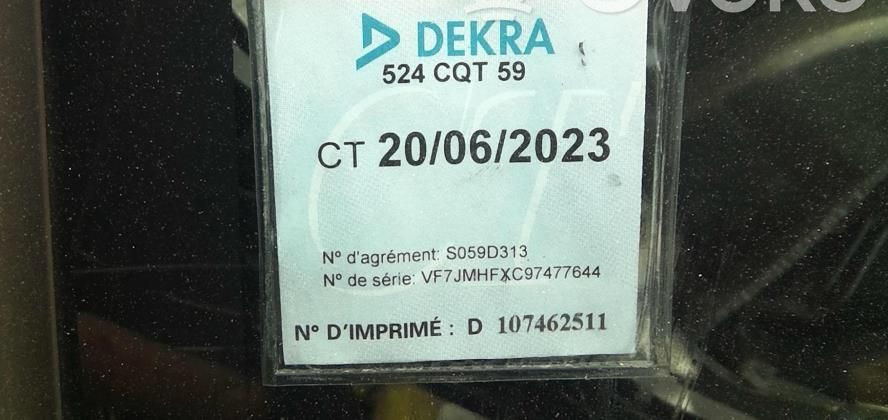 DEKRA
524 CQT 59
CT 20/06/2023
N° d'agrément: S059D313
N° de série: VF7JMHFXC97477644
N° D'IMPRIMÉ : D 107462511